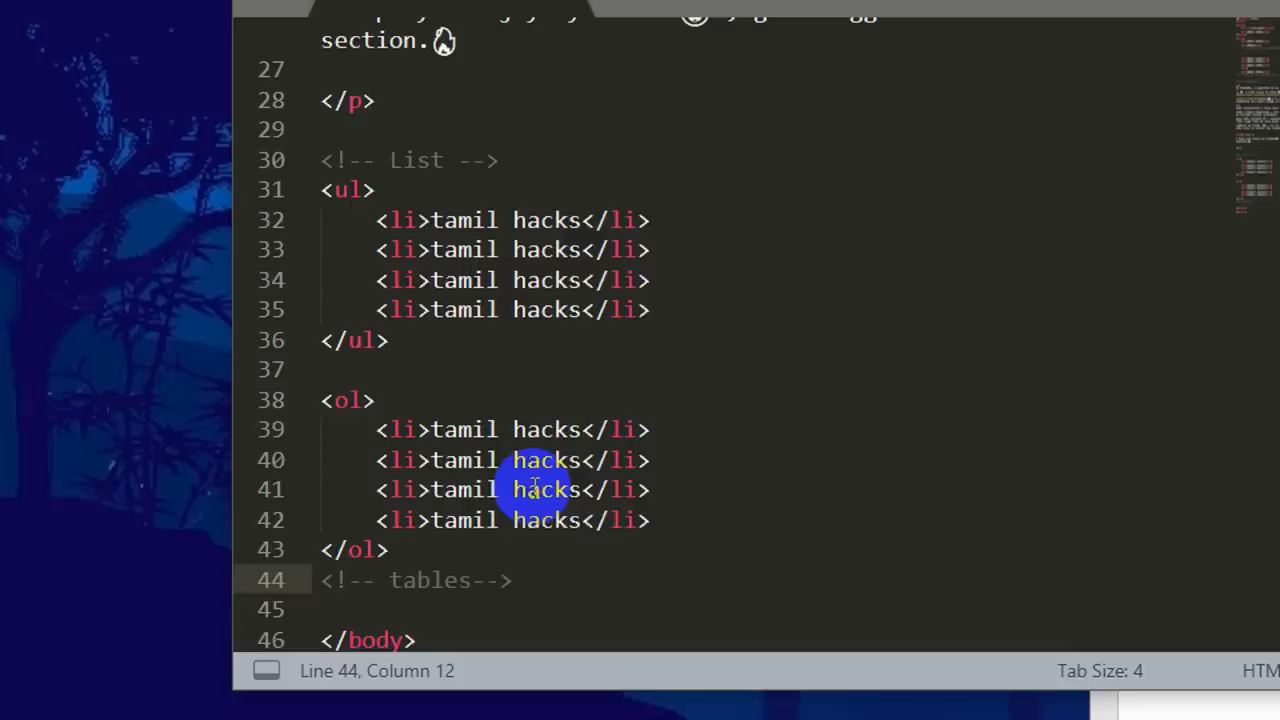 section.
27
28 </p>
29
30 <!-- List -->
31 <ul>
32 <li>tamil hacks</li>
33 <li>tamil hacks</li>
34 <li>tamil hacks</li>
35 <li>tamil hacks</li>
36 </ul>
37
38 <ol>
39 <li>tamil hacks</li>
40 <li>tamil hacks</li>
41 <li>tamil hacks</li>
42 <li>tamil hacks</li>
43 </ol>
44 <!-- tables-->
45
46 </body>
Line 44, Column 12 Tab Size: 4 HTM